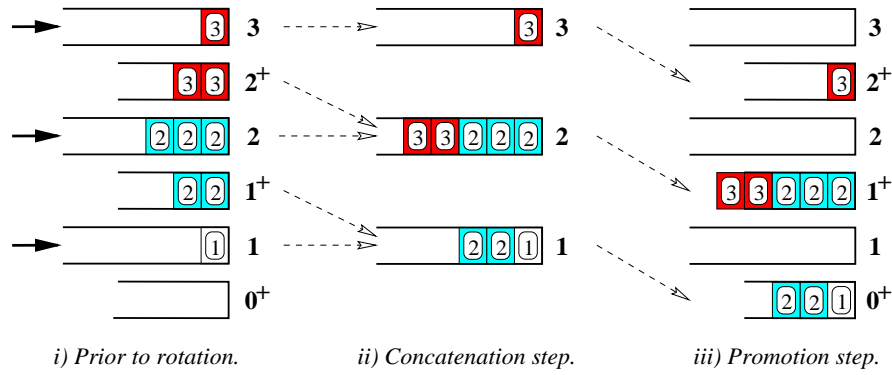 3 3 3 3
3 3 2⁺ 3 2⁺
2 2 2 2 3 3 2 2 2 2 2
2 2 1⁺ 3 3 2 2 2 1⁺
1 1 2 2 1 1 1
0⁺ 2 2 1 0⁺
i) Prior to rotation. ii) Concatenation step. iii) Promotion step.